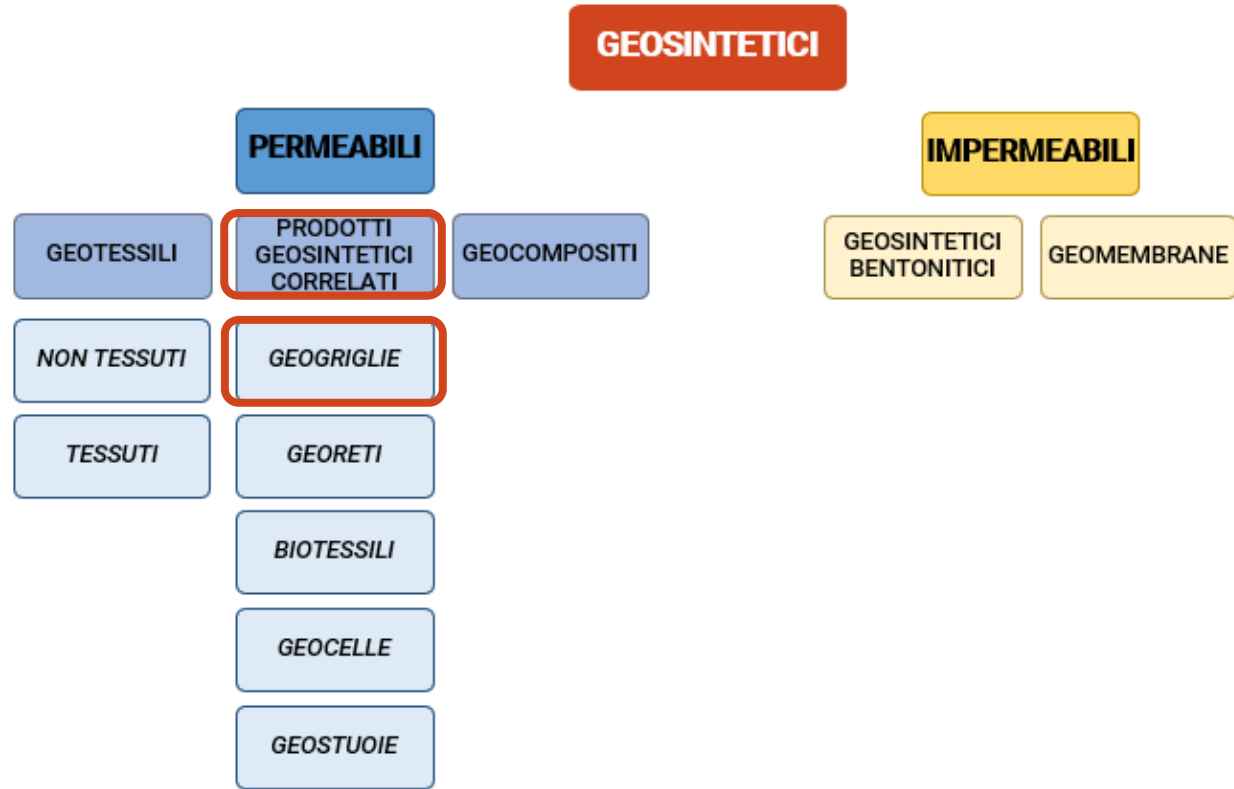 GEOSINTETICI
PERMEABILI
IMPERMEABILI
GEOTESSILI
PRODOTTI
GEOSINTETICI
CORRELATI
GEOCOMPOSITI
GEOSINTETICI
BENTONITICI
GEOMEMBRANE
NON TESSUTI
GEOGRIGLIE
TESSUTI
GEORETI
BIOTESSILI
GEOCELLE
GEOSTUOIE